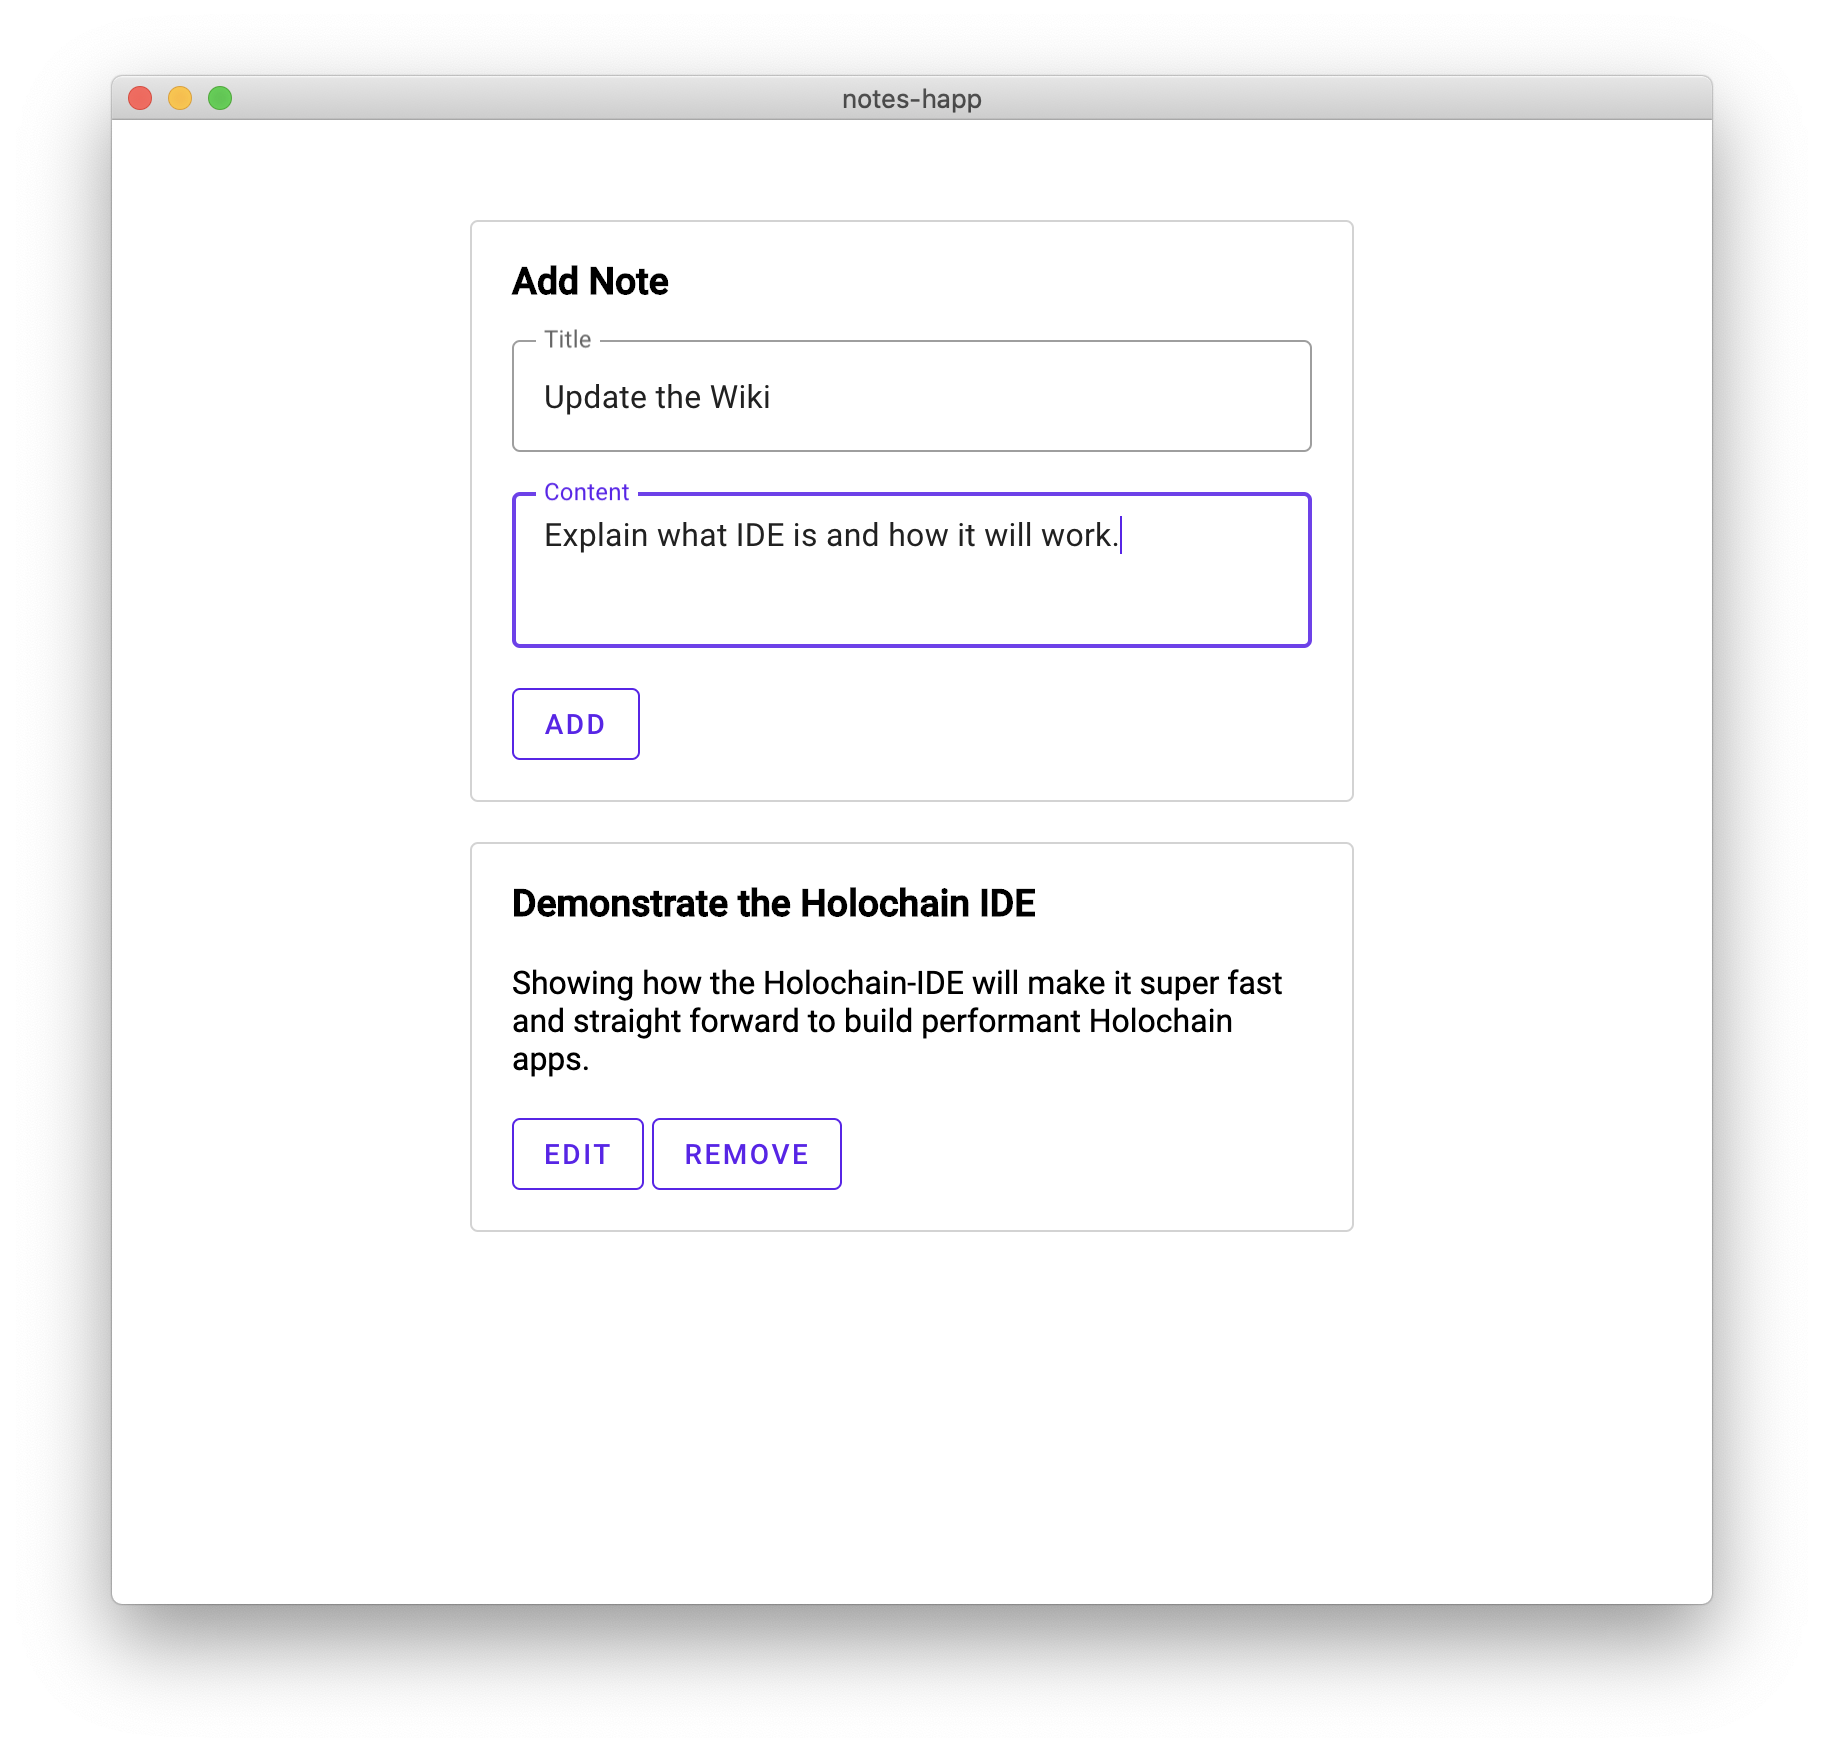 notes-happ
Add Note
Title
Update the Wiki
Content
Explain what IDE is and how it will work.
ADD
Demonstrate the Holochain IDE
Showing how the Holochain-IDE will make it super fast
and straight forward to build performant Holochain
apps.
EDIT REMOVE